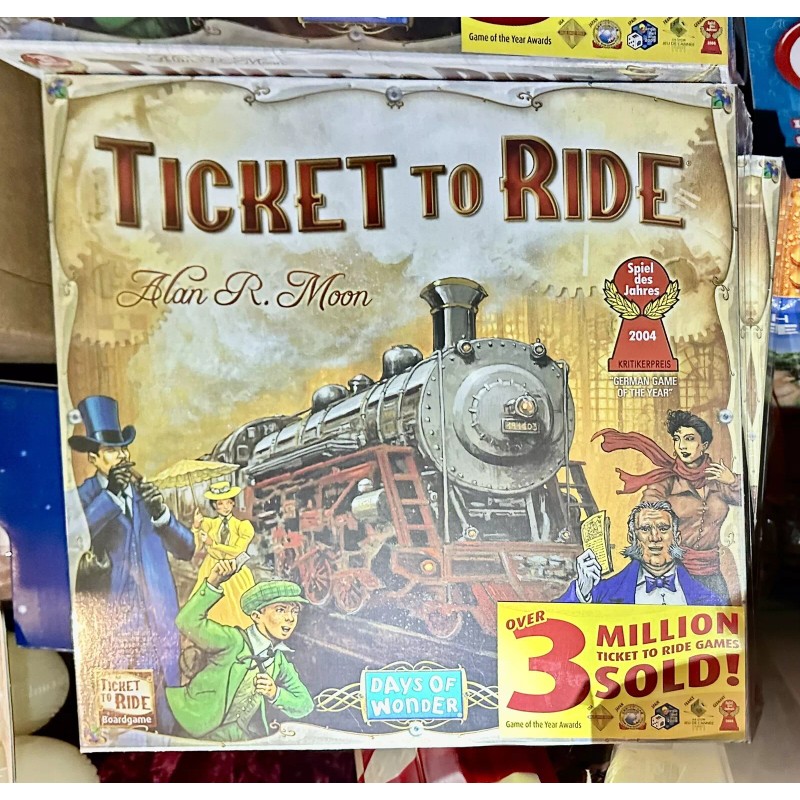 Game of the Year Awards
Alan R. Moon
TICKET TO RIDE
Alan R. Moon
Spiel
des
Jahres
2004
KRITIKERPREIS
"GERMAN GAME
OF THE YEAR"
TICKET
TO RIDE
Boardgame
DAYS OF
WONDER
OVER
3 MILLION
TICKET TO RIDE GAMES
SOLD!
Game of the Year Awards